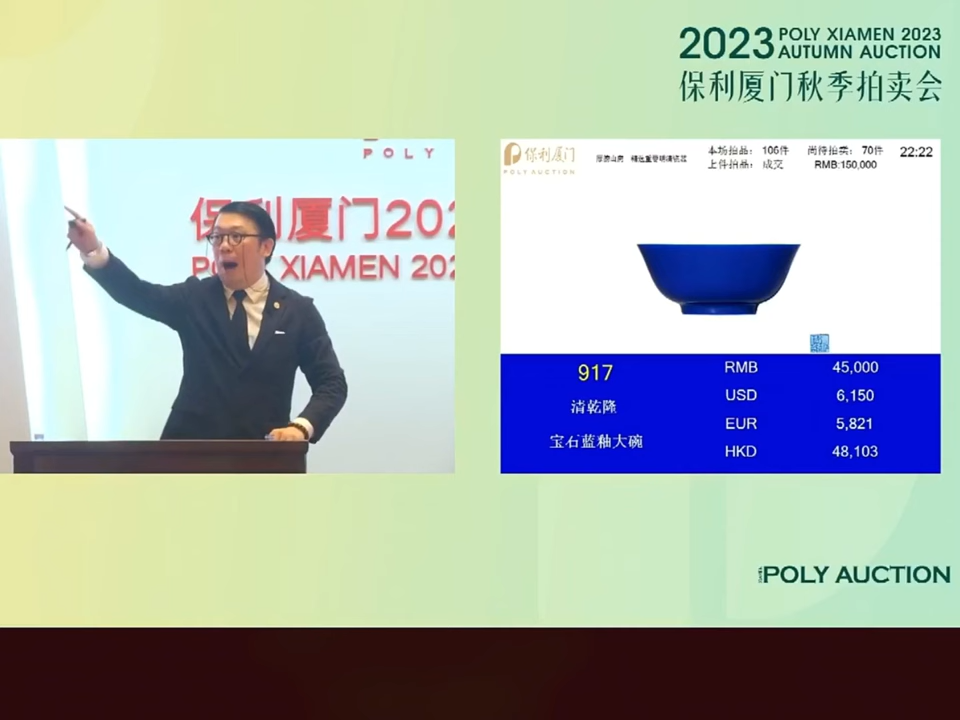 2023 POLY XIAMEN 2023
AUTUMN AUCTION
保利厦门秋季拍卖会
POLY
保利厦门202
POLY XIAMEN 202
保利厦门
POLY AUCTION
本场拍品： 106件
尚待拍卖： 70件
22:22
上件拍品： 成交
RMB:150,000
917
清乾隆
宝石蓝釉大碗
RMB 45,000
USD 6,150
EUR 5,821
HKD 48,103
POLY AUCTION